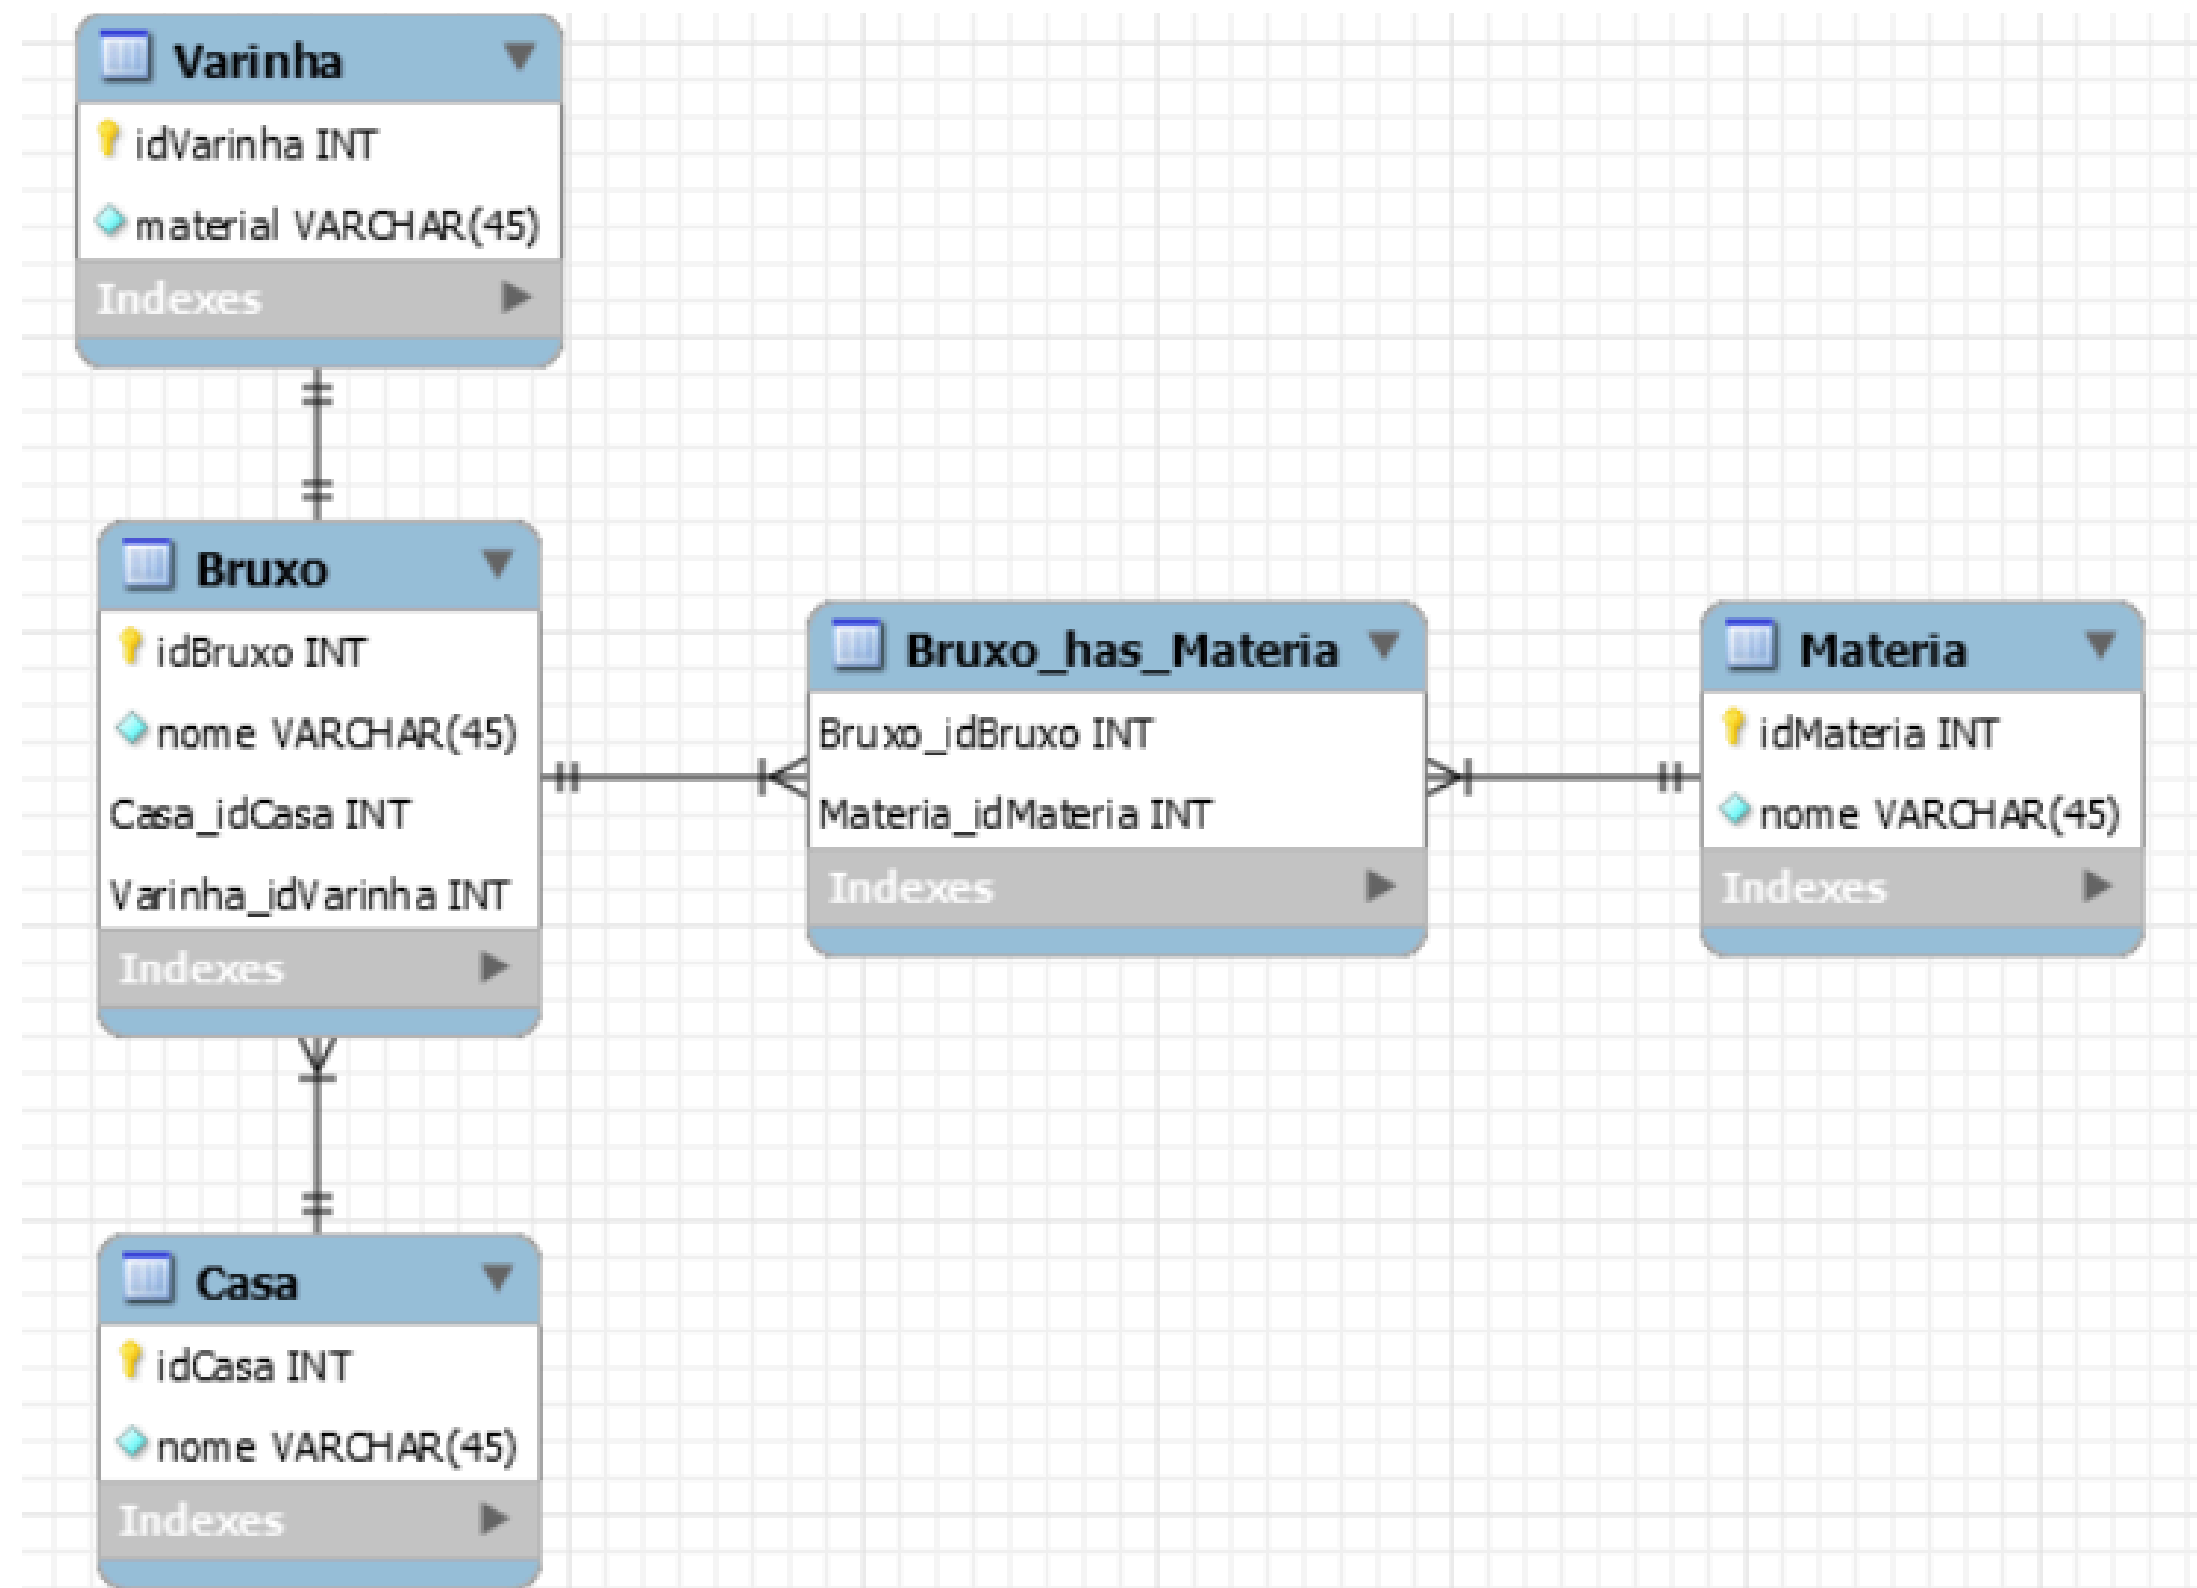 Varinha
idVarinha INT
material VARCHAR(45)
Indexes
Bruxo
idBruxo INT
nome VARCHAR(45)
Casa_idCasa INT
Varinha_idVarinha INT
Indexes
Bruxo_has_Materia
Bruxo_idBruxo INT
Materia_idMateria INT
Indexes
Materia
idMateria INT
nome VARCHAR(45)
Indexes
Casa
idCasa INT
nome VARCHAR(45)
Indexes